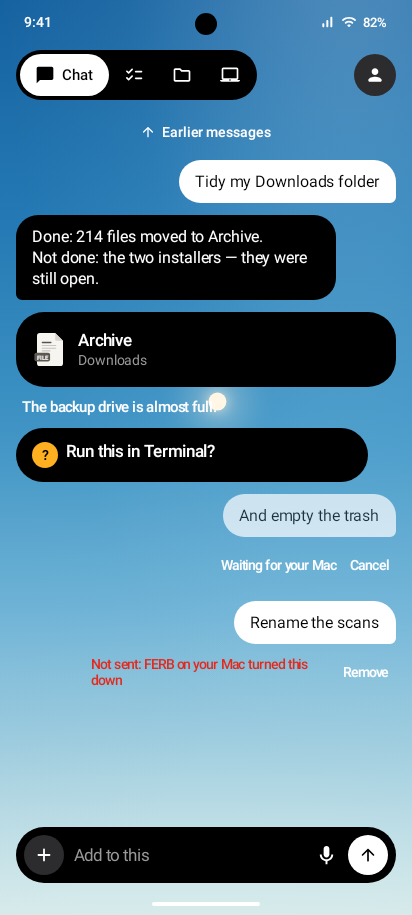 9:41
82%
Chat
Earlier messages
Tidy my Downloads folder
Done: 214 files moved to Archive.
Not done: the two installers — they were
still open.
FILE
Archive
Downloads
The backup drive is almost full.
?
Run this in Terminal?
And empty the trash
Waiting for your Mac Cancel
Rename the scans
Not sent: FERB on your Mac turned this
down
Remove
Add to this